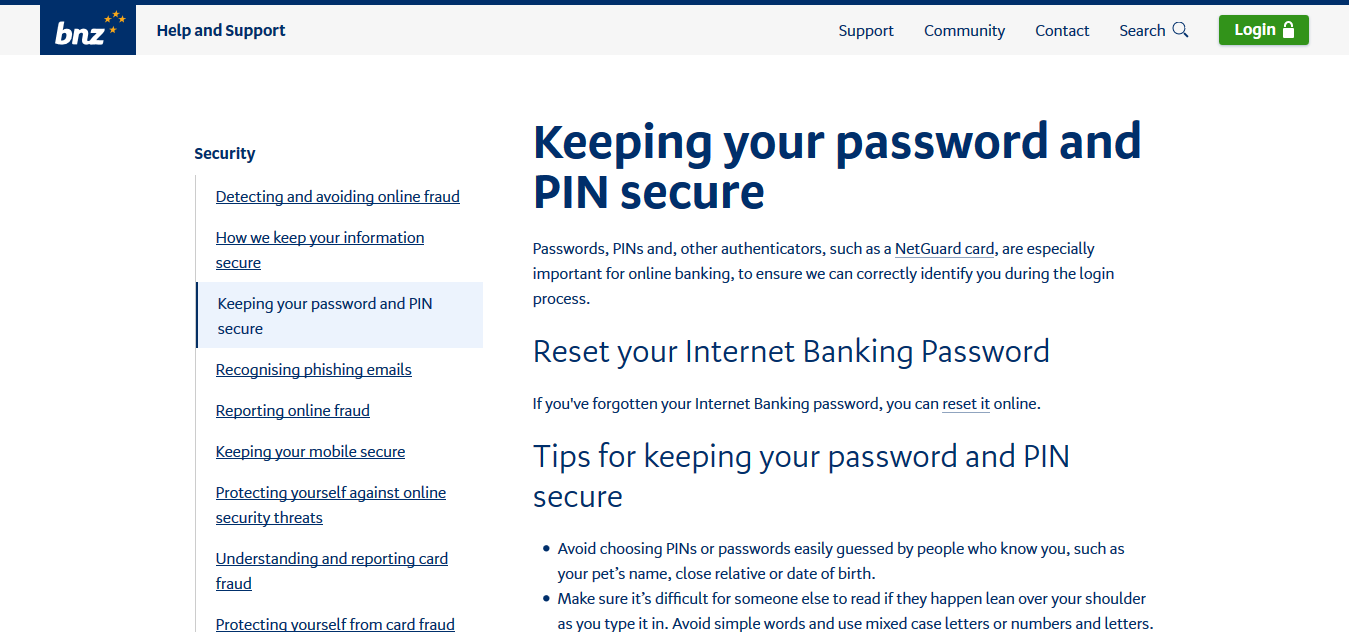 bnz
Help and Support
Support
Community
Contact
Search
Login
Security
Detecting and avoiding online fraud
How we keep your information
secure
Keeping your password and PIN
secure
Recognising phishing emails
Reporting online fraud
Keeping your mobile secure
Protecting yourself against online
security threats
Understanding and reporting card
fraud
Protecting yourself from card fraud
Keeping your password and
PIN secure
Passwords, PINs and, other authenticators, such as a NetGuard card, are especially
important for online banking, to ensure we can correctly identify you during the login
process.
Reset your Internet Banking Password
If you've forgotten your Internet Banking password, you can reset it online.
Tips for keeping your password and PIN
secure
• Avoid choosing PINs or passwords easily guessed by people who know you, such as
your pet’s name, close relative or date of birth.
• Make sure it’s difficult for someone else to read if they happen lean over your shoulder
as you type it in. Avoid simple words and use mixed case letters or numbers and letters.